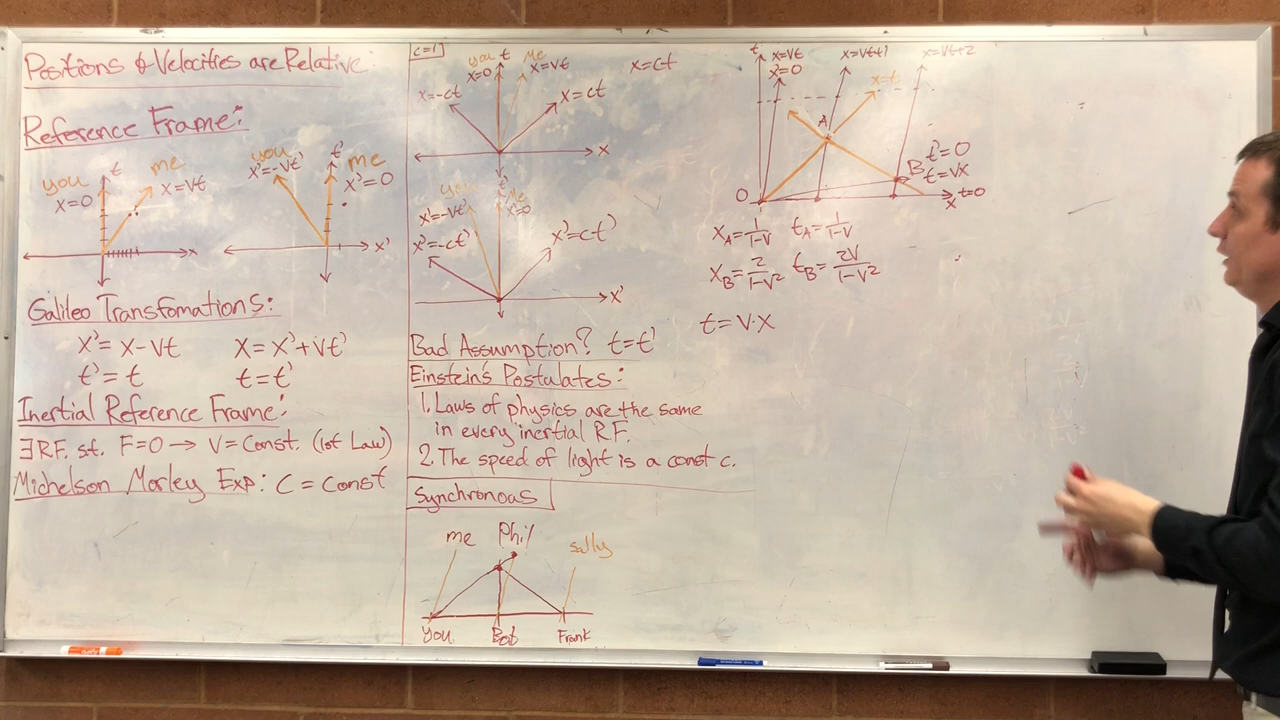 Positions & Velocities are Relative:
Reference Frame:
you
x=0
t
me
x=vt
x
you
x'=-vt'
t'
me
x'=0
x'
Galileo Transfomations:
x'=x-vt x=x'+vt'
t'=t t=t'
Inertial Reference Frame:
∃R.F. st. F=0→ V=Const. (1st Law)
Michelson Morley Exp: C = Const
c=1
you
x=0
t
Me
x=vt
x=ct
x=-ct
x=ct
x
you
x'=-vt'
t'
Me
x'=0
x'=-ct'
x'=ct'
x'
Bad Assumption? t=t'
Einstein's Postulates:
1. Laws of physics are the same
in every inertial R.F.
2. The speed of light is a const c.
Synchronous
me Phil sally
you Bob Frank
t
x=vt
x'=0
x=vt+1
x=vt+2
x=t
A
B
t'=0
t=vx
O
x
t=0
x_A=1/(1-v) t_A=1/(1-v)
x_B=2/(1-v²) t_B=2v/(1-v²)
t=v·x